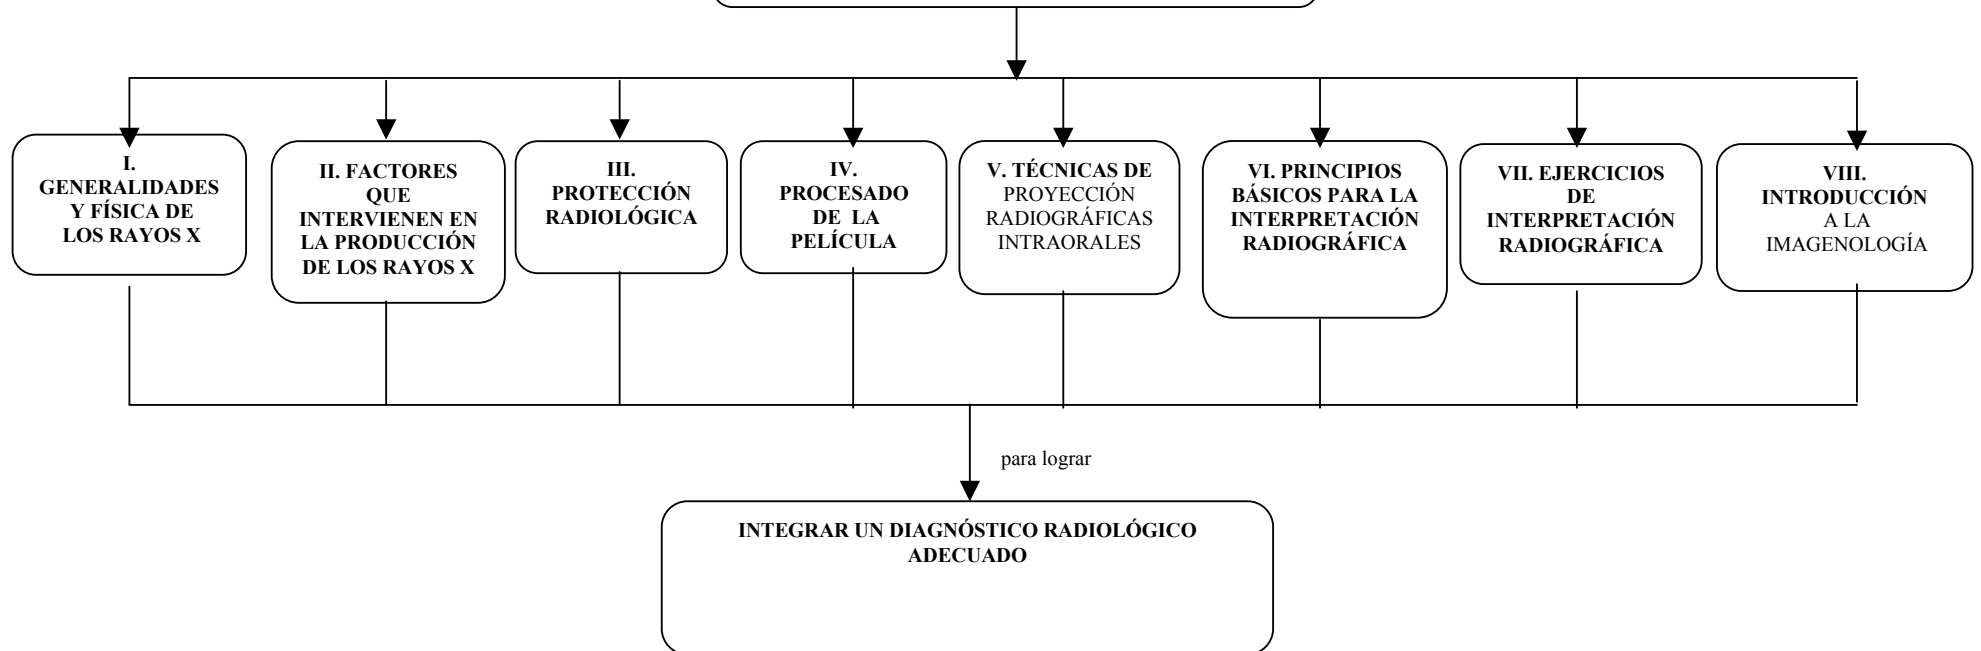 I.
GENERALIDADES
Y FÍSICA DE
LOS RAYOS X
II. FACTORES
QUE
INTERVIENEN EN
LA PRODUCCIÓN
DE LOS RAYOS X
III.
PROTECCIÓN
RADIOLÓGICA
IV.
PROCESADO
DE LA
PELÍCULA
V. TÉCNICAS DE
PROYECCIÓN
RADIOGRÁFICAS
INTRAORALES
VI. PRINCIPIOS
BÁSICOS PARA LA
INTERPRETACIÓN
RADIOGRÁFICA
VII. EJERCICIOS
DE
INTERPRETACIÓN
RADIOGRÁFICA
VIII.
INTRODUCCIÓN
A LA
IMAGENOLOGÍA
para lograr
INTEGRAR UN DIAGNÓSTICO RADIOLÓGICO
ADECUADO